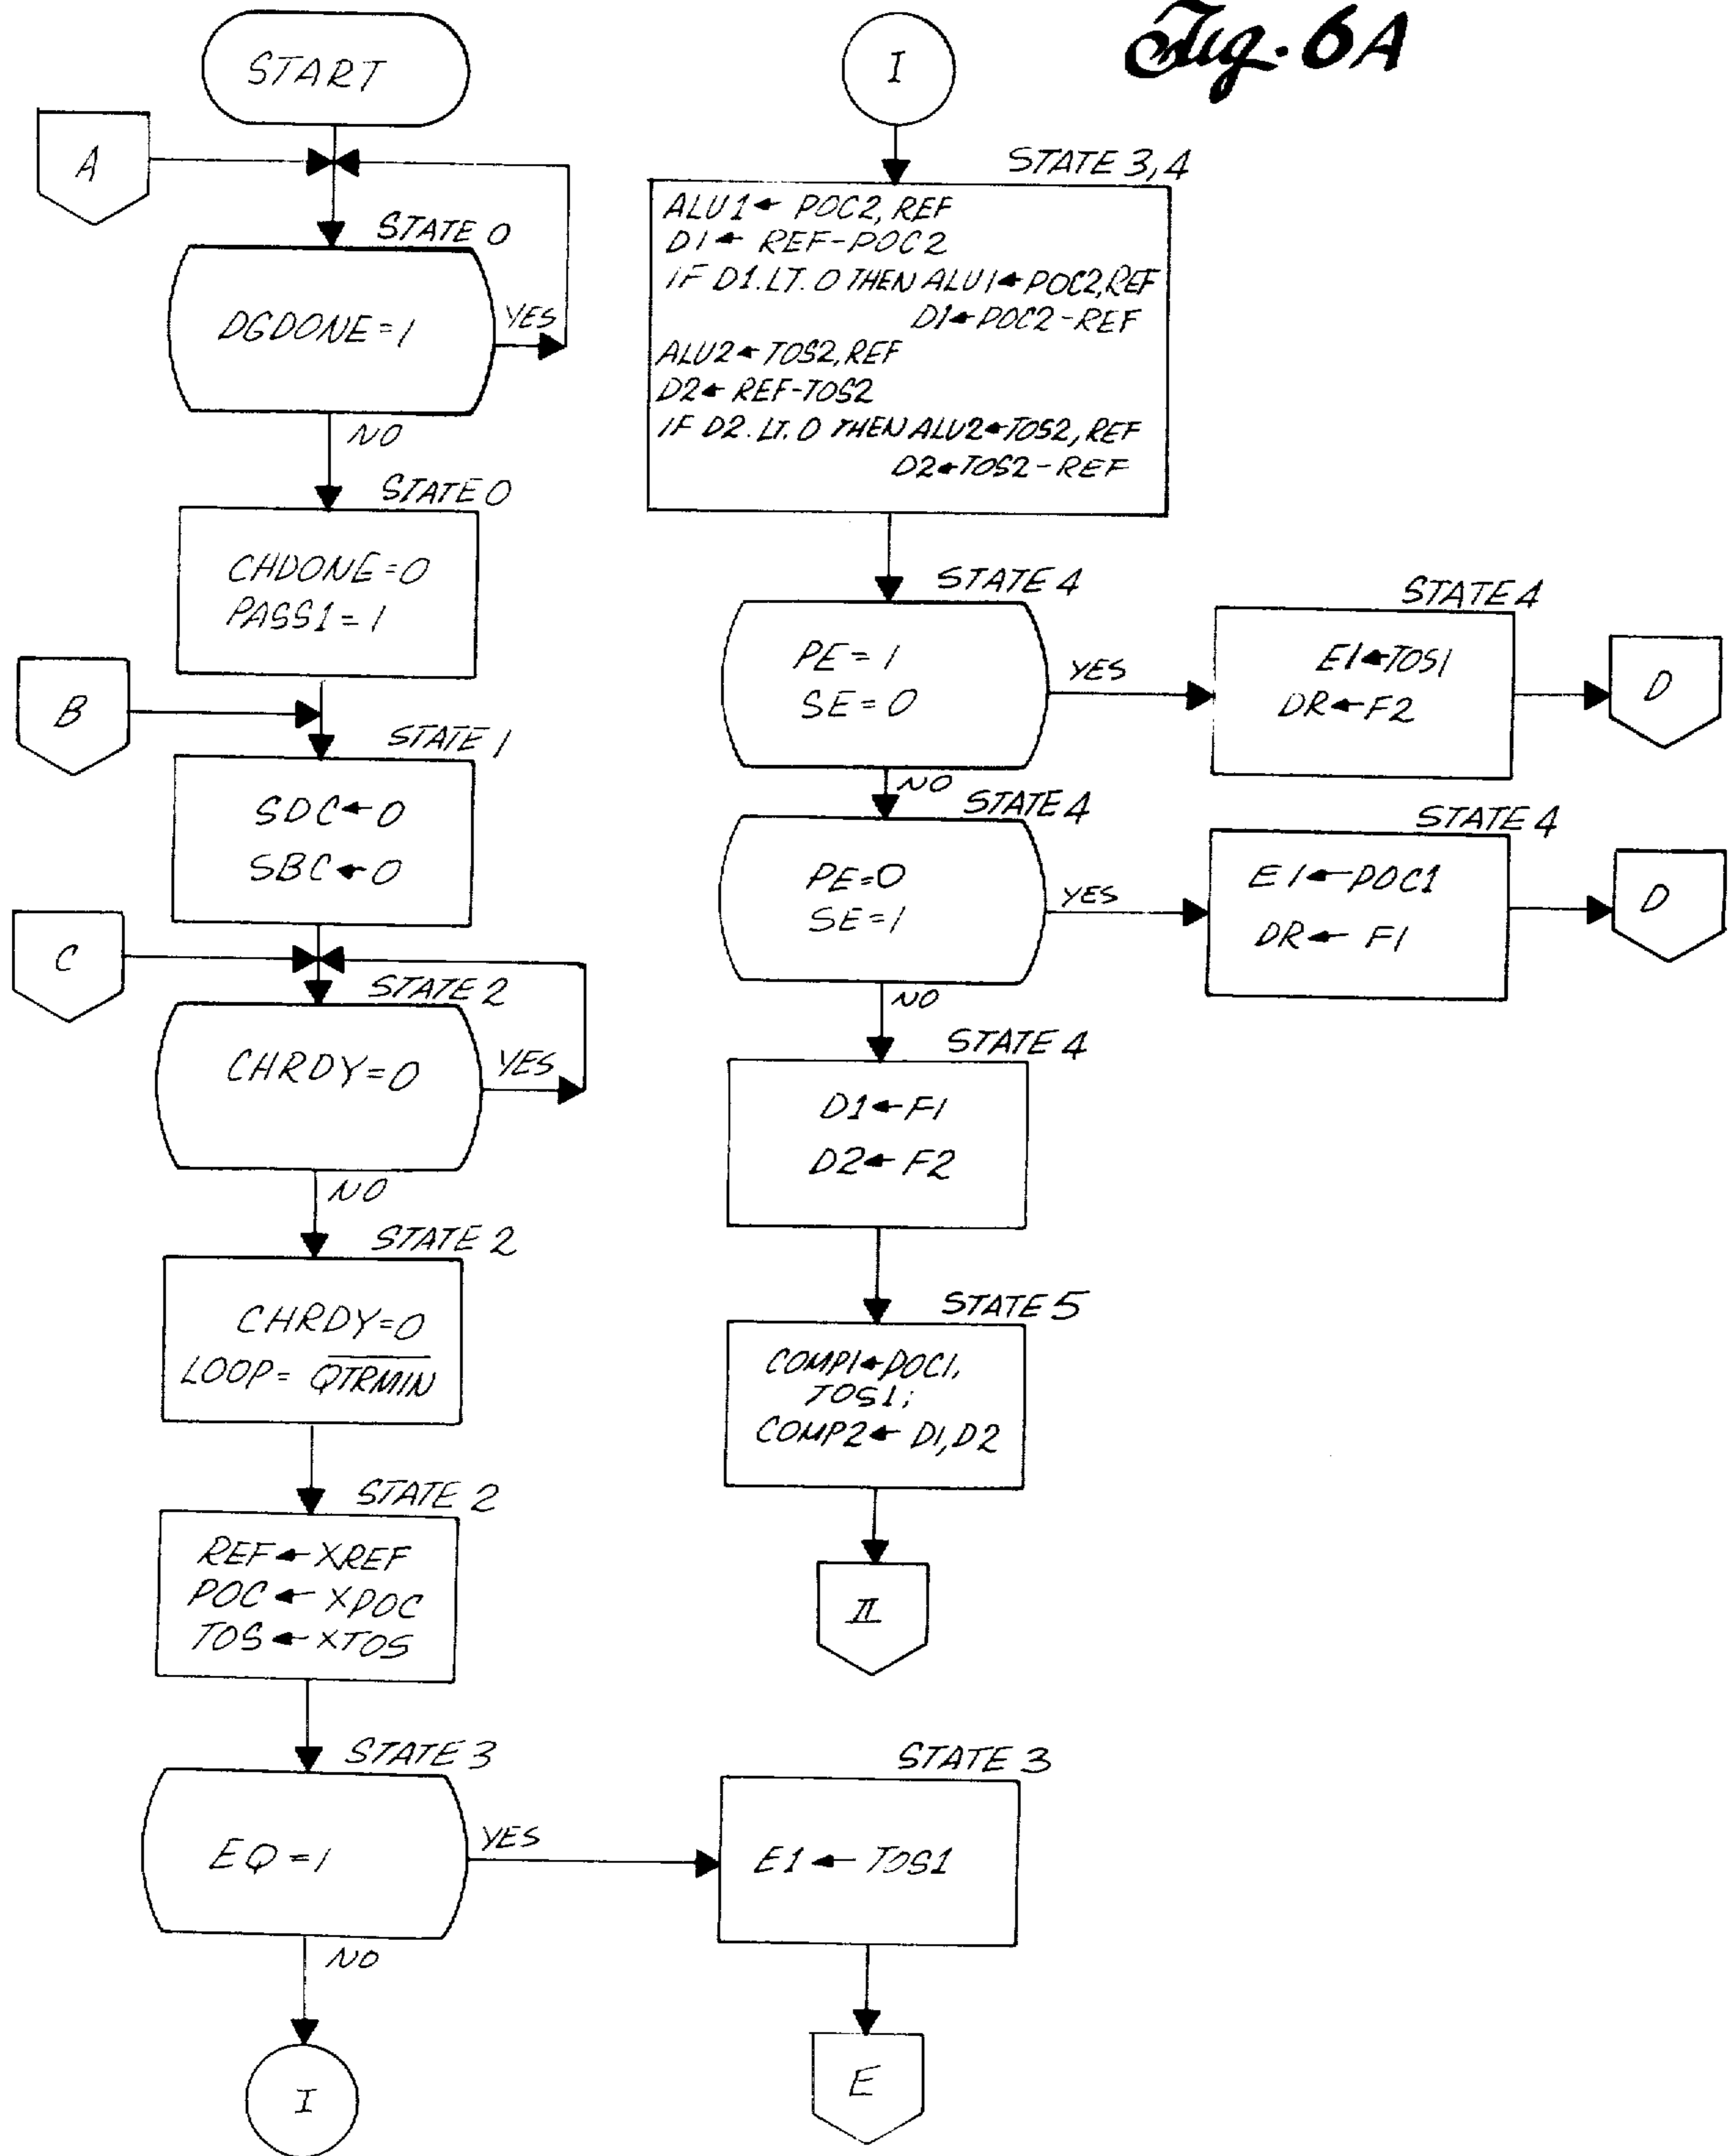 Fig. 6A
START
A
STATE 0
DGDONE=1
YES
NO
STATE 0
CHDONE=0
PASS1=1
B
STATE 1
SDC←0
SBC←0
C
STATE 2
CHRDY=0
YES
NO
STATE 2
CHRDY=0
LOOP= Q̅T̅R̅M̅I̅N̅
STATE 2
REF←XREF
POC←XPOC
TOS←XTOS
STATE 3
EQ=1
YES
NO
I
STATE 3
E1←TOS1
E
I
STATE 3,4
ALU1←POC2,REF
D1←REF-POC2
IF D1.LT.0 THEN ALU1←POC2,REF
D1←POC2-REF
ALU2←TOS2,REF
D2←REF-TOS2
IF D2.LT.0 THEN ALU2←TOS2,REF
D2←TOS2-REF
STATE 4
PE=1
SE=0
YES
STATE 4
E1←TOS1
DR←F2
D
NO
STATE 4
PE=0
SE=1
YES
STATE 4
E1←POC1
DR←F1
D
NO
STATE 4
D1←F1
D2←F2
STATE 5
COMP1←POC1,
TOS1;
COMP2←D1,D2
II